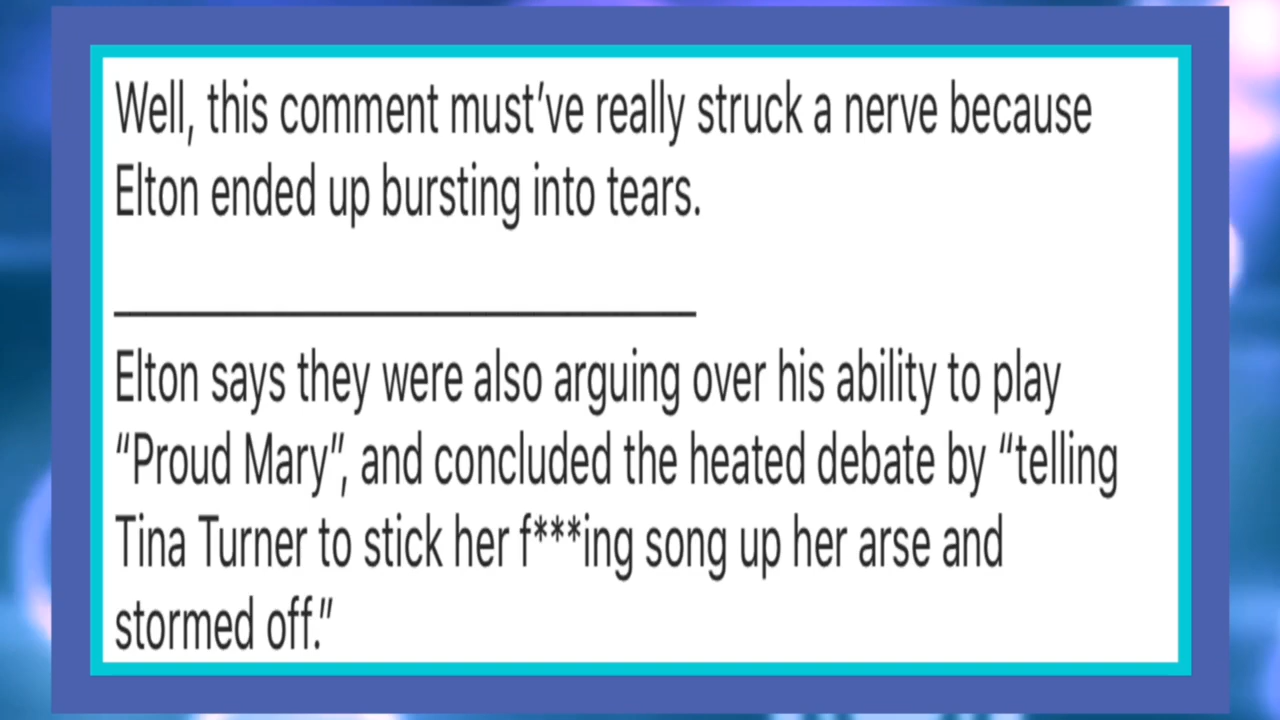 Well, this comment must’ve really struck a nerve because
Elton ended up bursting into tears.
Elton says they were also arguing over his ability to play
“Proud Mary”, and concluded the heated debate by “telling
Tina Turner to stick her f***ing song up her arse and
stormed off.”